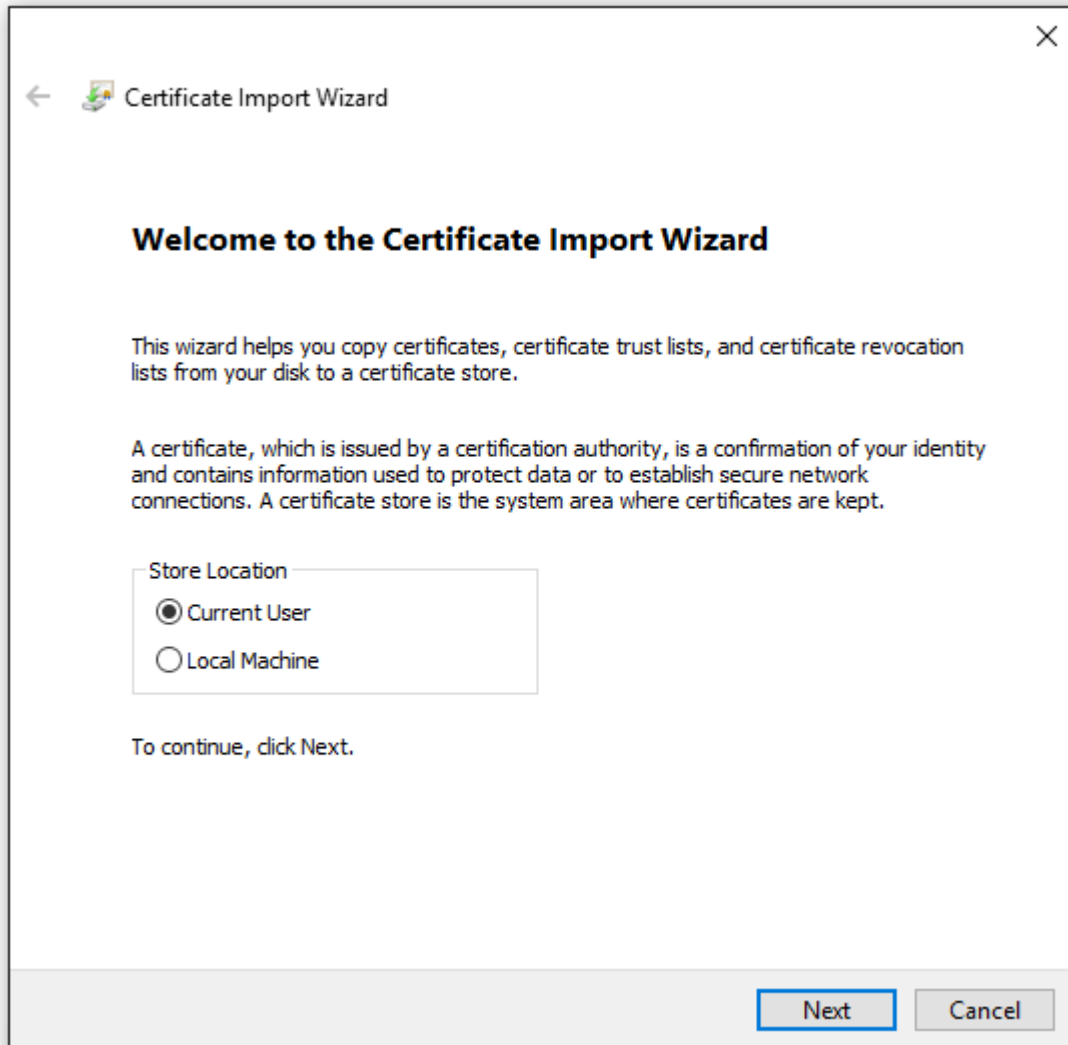 Certificate Import Wizard
Welcome to the Certificate Import Wizard
This wizard helps you copy certificates, certificate trust lists, and certificate revocation
lists from your disk to a certificate store.
A certificate, which is issued by a certification authority, is a confirmation of your identity
and contains information used to protect data or to establish secure network
connections. A certificate store is the system area where certificates are kept.
Store Location
Current User
Local Machine
To continue, click Next.
Next Cancel